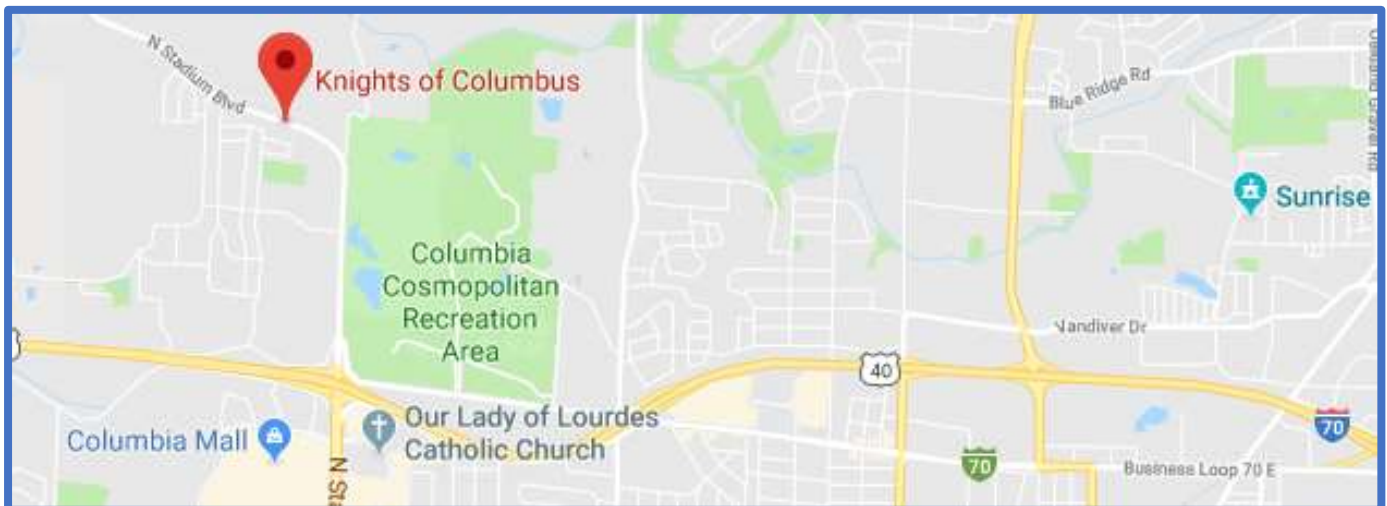 N Stadium Blvd
Knights of Columbus
Blue Ridge Rd
Sunrise
Columbia
Cosmopolitan
Recreation
Area
Vandiver Dr
40
70
Columbia Mall
Our Lady of Lourdes
Catholic Church
N Sta
70
Business Loop 70 E